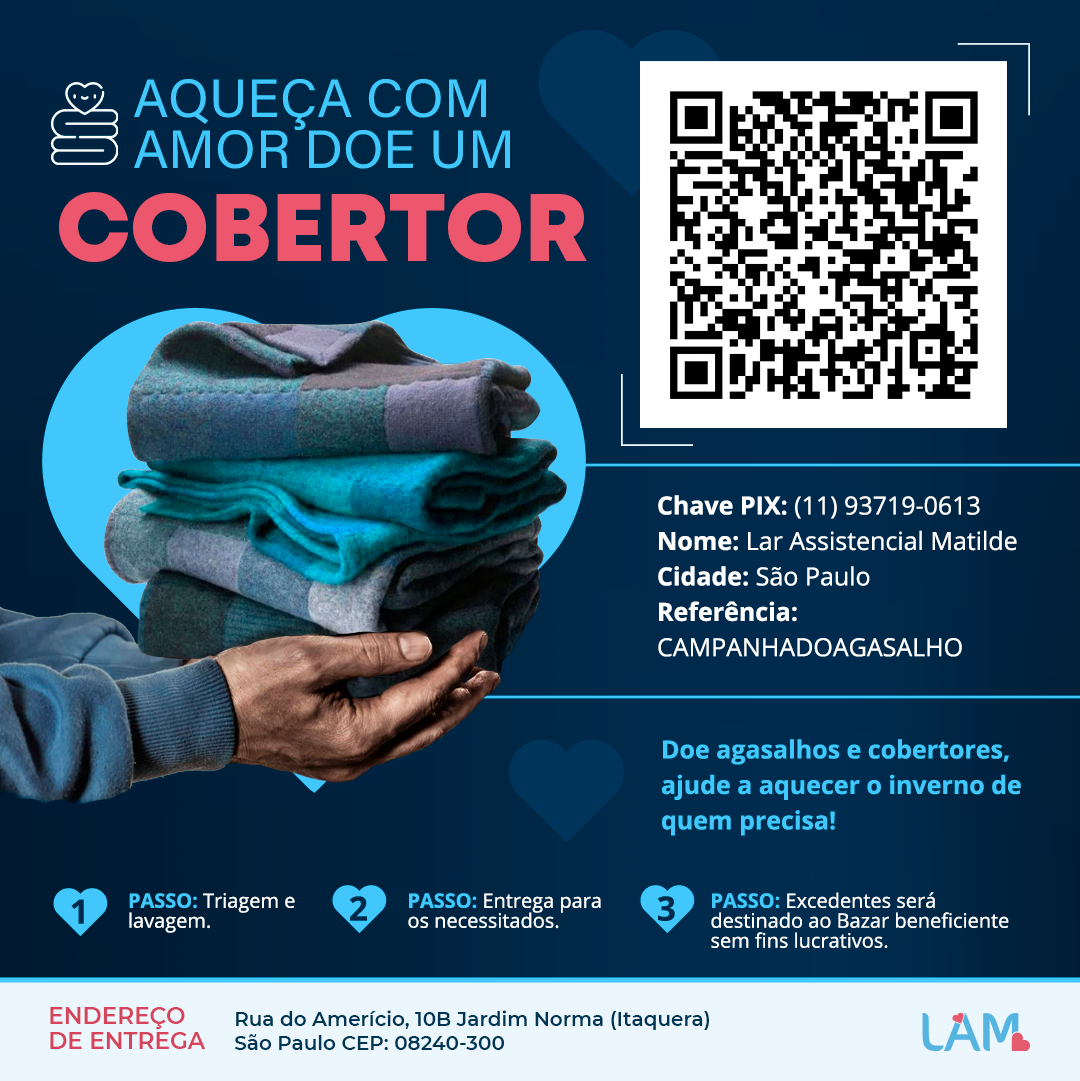 AQUEÇA COM
AMOR DOE UM
COBERTOR
Chave PIX: (11) 93719-0613
Nome: Lar Assistencial Matilde
Cidade: São Paulo
Referência:
CAMPANHADOAGASALHO
Doe agasalhos e cobertores,
ajude a aquecer o inverno de
quem precisa!
1
PASSO: Triagem e
lavagem.
2
PASSO: Entrega para
os necessitados.
3
PASSO: Excedentes será
destinado ao Bazar beneficiente
sem fins lucrativos.
ENDEREÇO
DE ENTREGA
Rua do Americio, 10B Jardim Norma (Itaquera)
São Paulo CEP: 08240-300
LAM